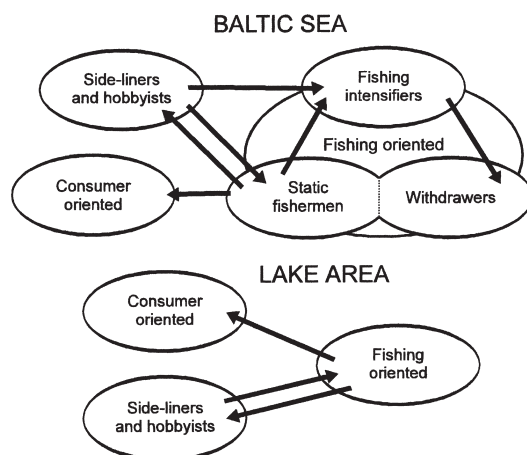 BALTIC SEA
Side-liners
and hobbyists
Fishing
intensifiers
Fishing oriented
Consumer
oriented
Static
fishermen
Withdrawers
LAKE AREA
Consumer
oriented
Fishing
oriented
Side-liners
and hobbyists